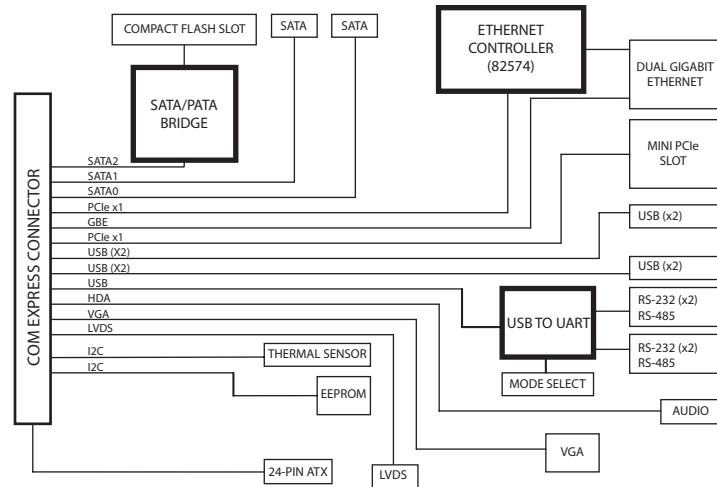 COMPACT FLASH SLOT
SATA
SATA
ETHERNET
CONTROLLER
(82574)
DUAL GIGABIT
ETHERNET
SATA/PATA
BRIDGE
MINI PCIe
SLOT
COM EXPRESS CONNECTOR
SATA2
SATA1
SATA0
PCIe x1
GBE
PCIe x1
USB (X2)
USB (X2)
USB
HDA
VGA
LVDS
I2C
I2C
USB (x2)
USB (x2)
USB TO UART
RS-232 (x2)
RS-485
RS-232 (x2)
RS-485
MODE SELECT
THERMAL SENSOR
EEPROM
AUDIO
VGA
24-PIN ATX
LVDS